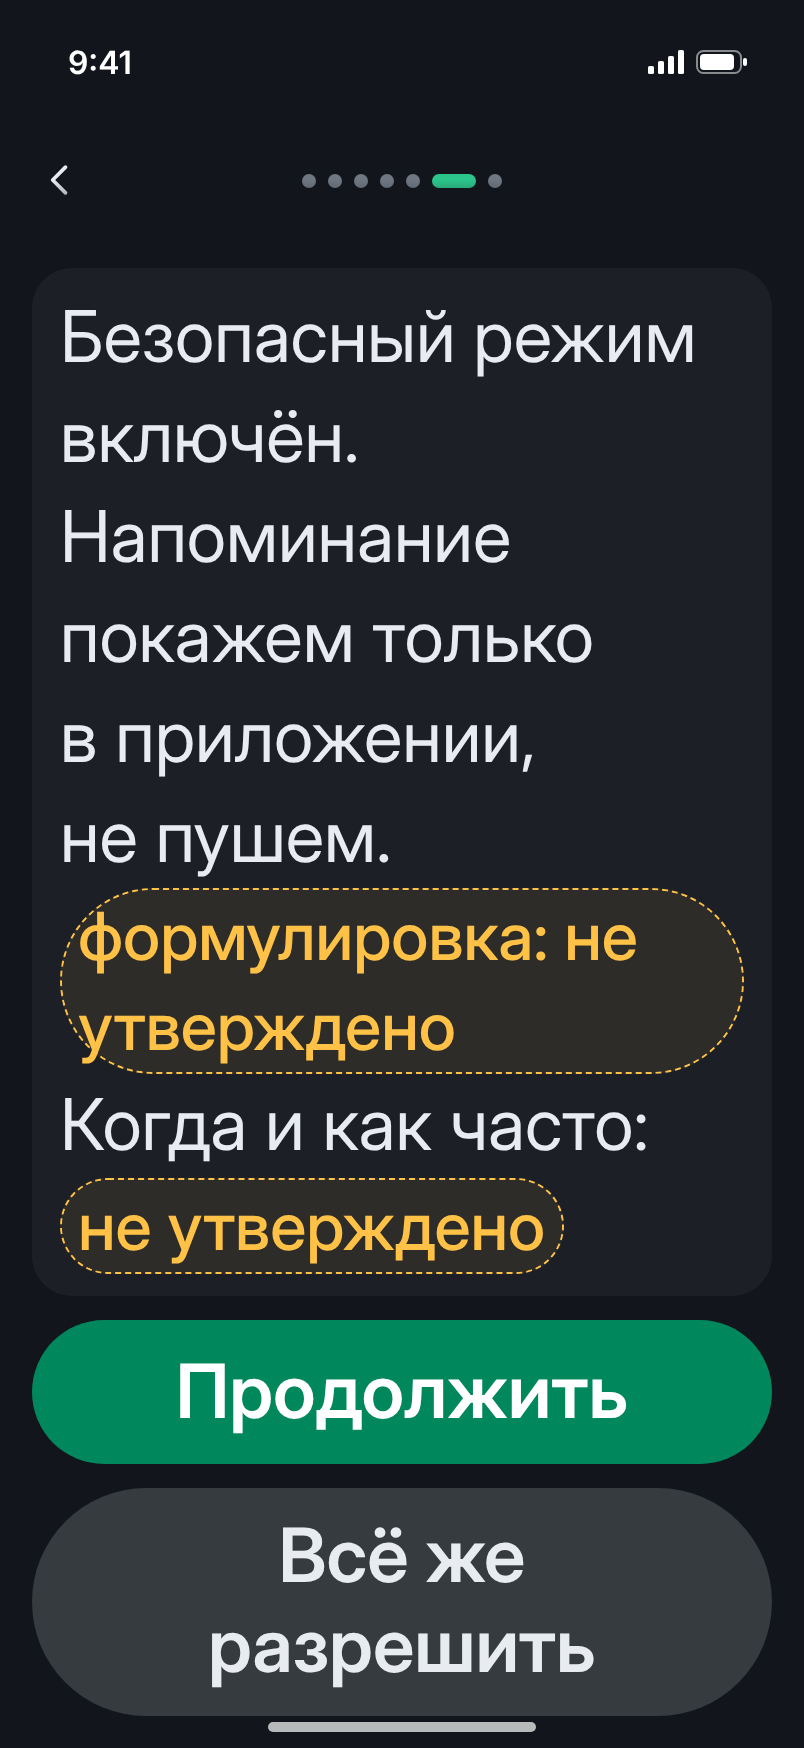 9:41
Безопасный режим
включён.
Напоминание
покажем только
в приложении,
не пушем.
формулировка: не
утверждено
Когда и как часто:
не утверждено
Продолжить
Всё же
разрешить